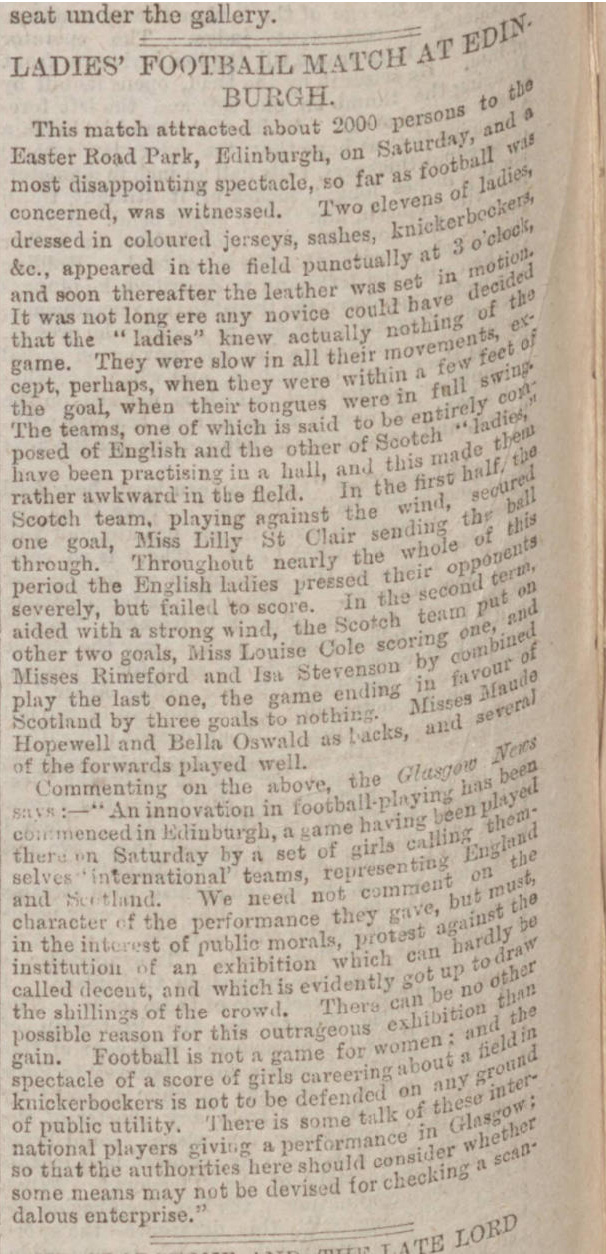 seat under the gallery.
LADIES' FOOTBALL MATCH AT EDIN-
BURGH.
This match attracted about 2000 persons to the
Easter Road Park, Edinburgh, on Saturday, and a
most disappointing spectacle, so far as football was
concerned, was witnessed. Two elevens of ladies,
dressed in coloured jerseys, sashes, knickerbockers,
&c., appeared in the field punctually at 3 o'clock,
and soon thereafter the leather was set in motion.
It was not long ere any novice could have decided
that the "ladies" knew actually nothing of the
game. They were slow in all their movements, ex-
cept, perhaps, when they were within a few feet of
the goal, when their tongues were in full swing.
The teams, one of which is said to be entirely com-
posed of English and the other of Scotch "ladies,"
have been practising in a hall, and this made them
rather awkward in the field. In the first half, the
Scotch team, playing against the wind, secured
one goal, Miss Lilly St Clair sending the ball
through. Throughout nearly the whole of this
period the English ladies pressed their opponents
severely, but failed to score. In the second term,
aided with a strong wind, the Scotch team put on
other two goals, Miss Louise Cole scoring one, and
Misses Rimeford and Isa Stevenson by combined
play the last one, the game ending in favour of
Scotland by three goals to nothing. Misses Maude
Hopewell and Bella Oswald as backs, and several
of the forwards played well.
Commenting on the above, the Glasgow News
says:—"An innovation in football-playing has been
commenced in Edinburgh, a game having been played
there on Saturday by a set of girls calling them-
selves 'international' teams, representing England
and Scotland. We need not comment on the
character of the performance they gave, but must,
in the interest of public morals, protest against the
institution of an exhibition which can hardly be
called decent, and which is evidently got up to draw
the shillings of the crowd. There can be no other
possible reason for this outrageous exhibition than
gain. Football is not a game for women; and the
spectacle of a score of girls careering about a field in
knickerbockers is not to be defended on any ground
of public utility. There is some talk of these inter-
national players giving a performance in Glasgow;
so that the authorities here should consider whether
some means may not be devised for checking a scan-
dalous enterprise."
AND THE LATE LORD